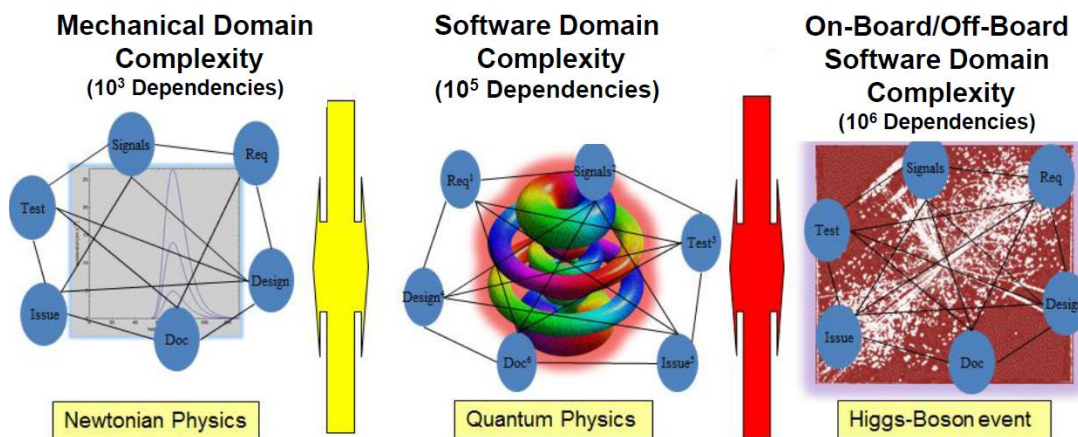 Mechanical Domain
Complexity
(10³ Dependencies)
Signals
Req
Test
Design
Issue
Doc
Newtonian Physics
Software Domain
Complexity
(10⁵ Dependencies)
Req¹
Signals²
Test³
Design⁴
Doc⁶
Issue⁵
Quantum Physics
On-Board/Off-Board
Software Domain
Complexity
(10⁶ Dependencies)
Signals
Req
Test
Design
Issue
Doc
Higgs-Boson event